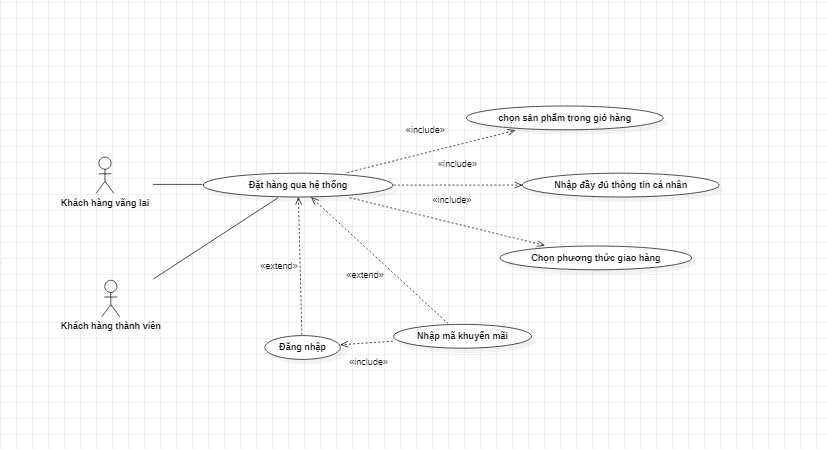 chọn sản phẩm trong giỏ hàng
«include»
«include»
Đặt hàng qua hệ thống
Nhập đầy đủ thông tin cá nhân
Khách hàng vãng lai
«include»
Chọn phương thức giao hàng
«extend»
«extend»
Khách hàng thành viên
Nhập mã khuyến mãi
Đăng nhập
«include»